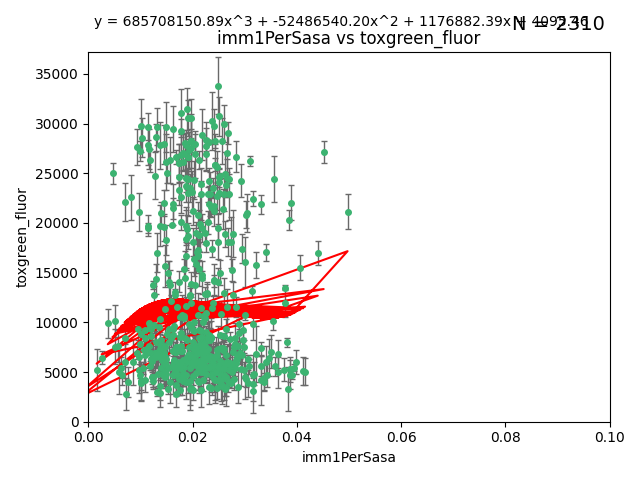 y = 685708150.89x^3 + -52486540.20x^2 + 1176882.39x +
N = 2310
imm1PerSasa vs toxgreen_fluor
35000
30000
25000
20000
15000
10000
5000
0
toxgreen_fluor
0.00 0.02 0.04 0.06 0.08 0.10
imm1PerSasa